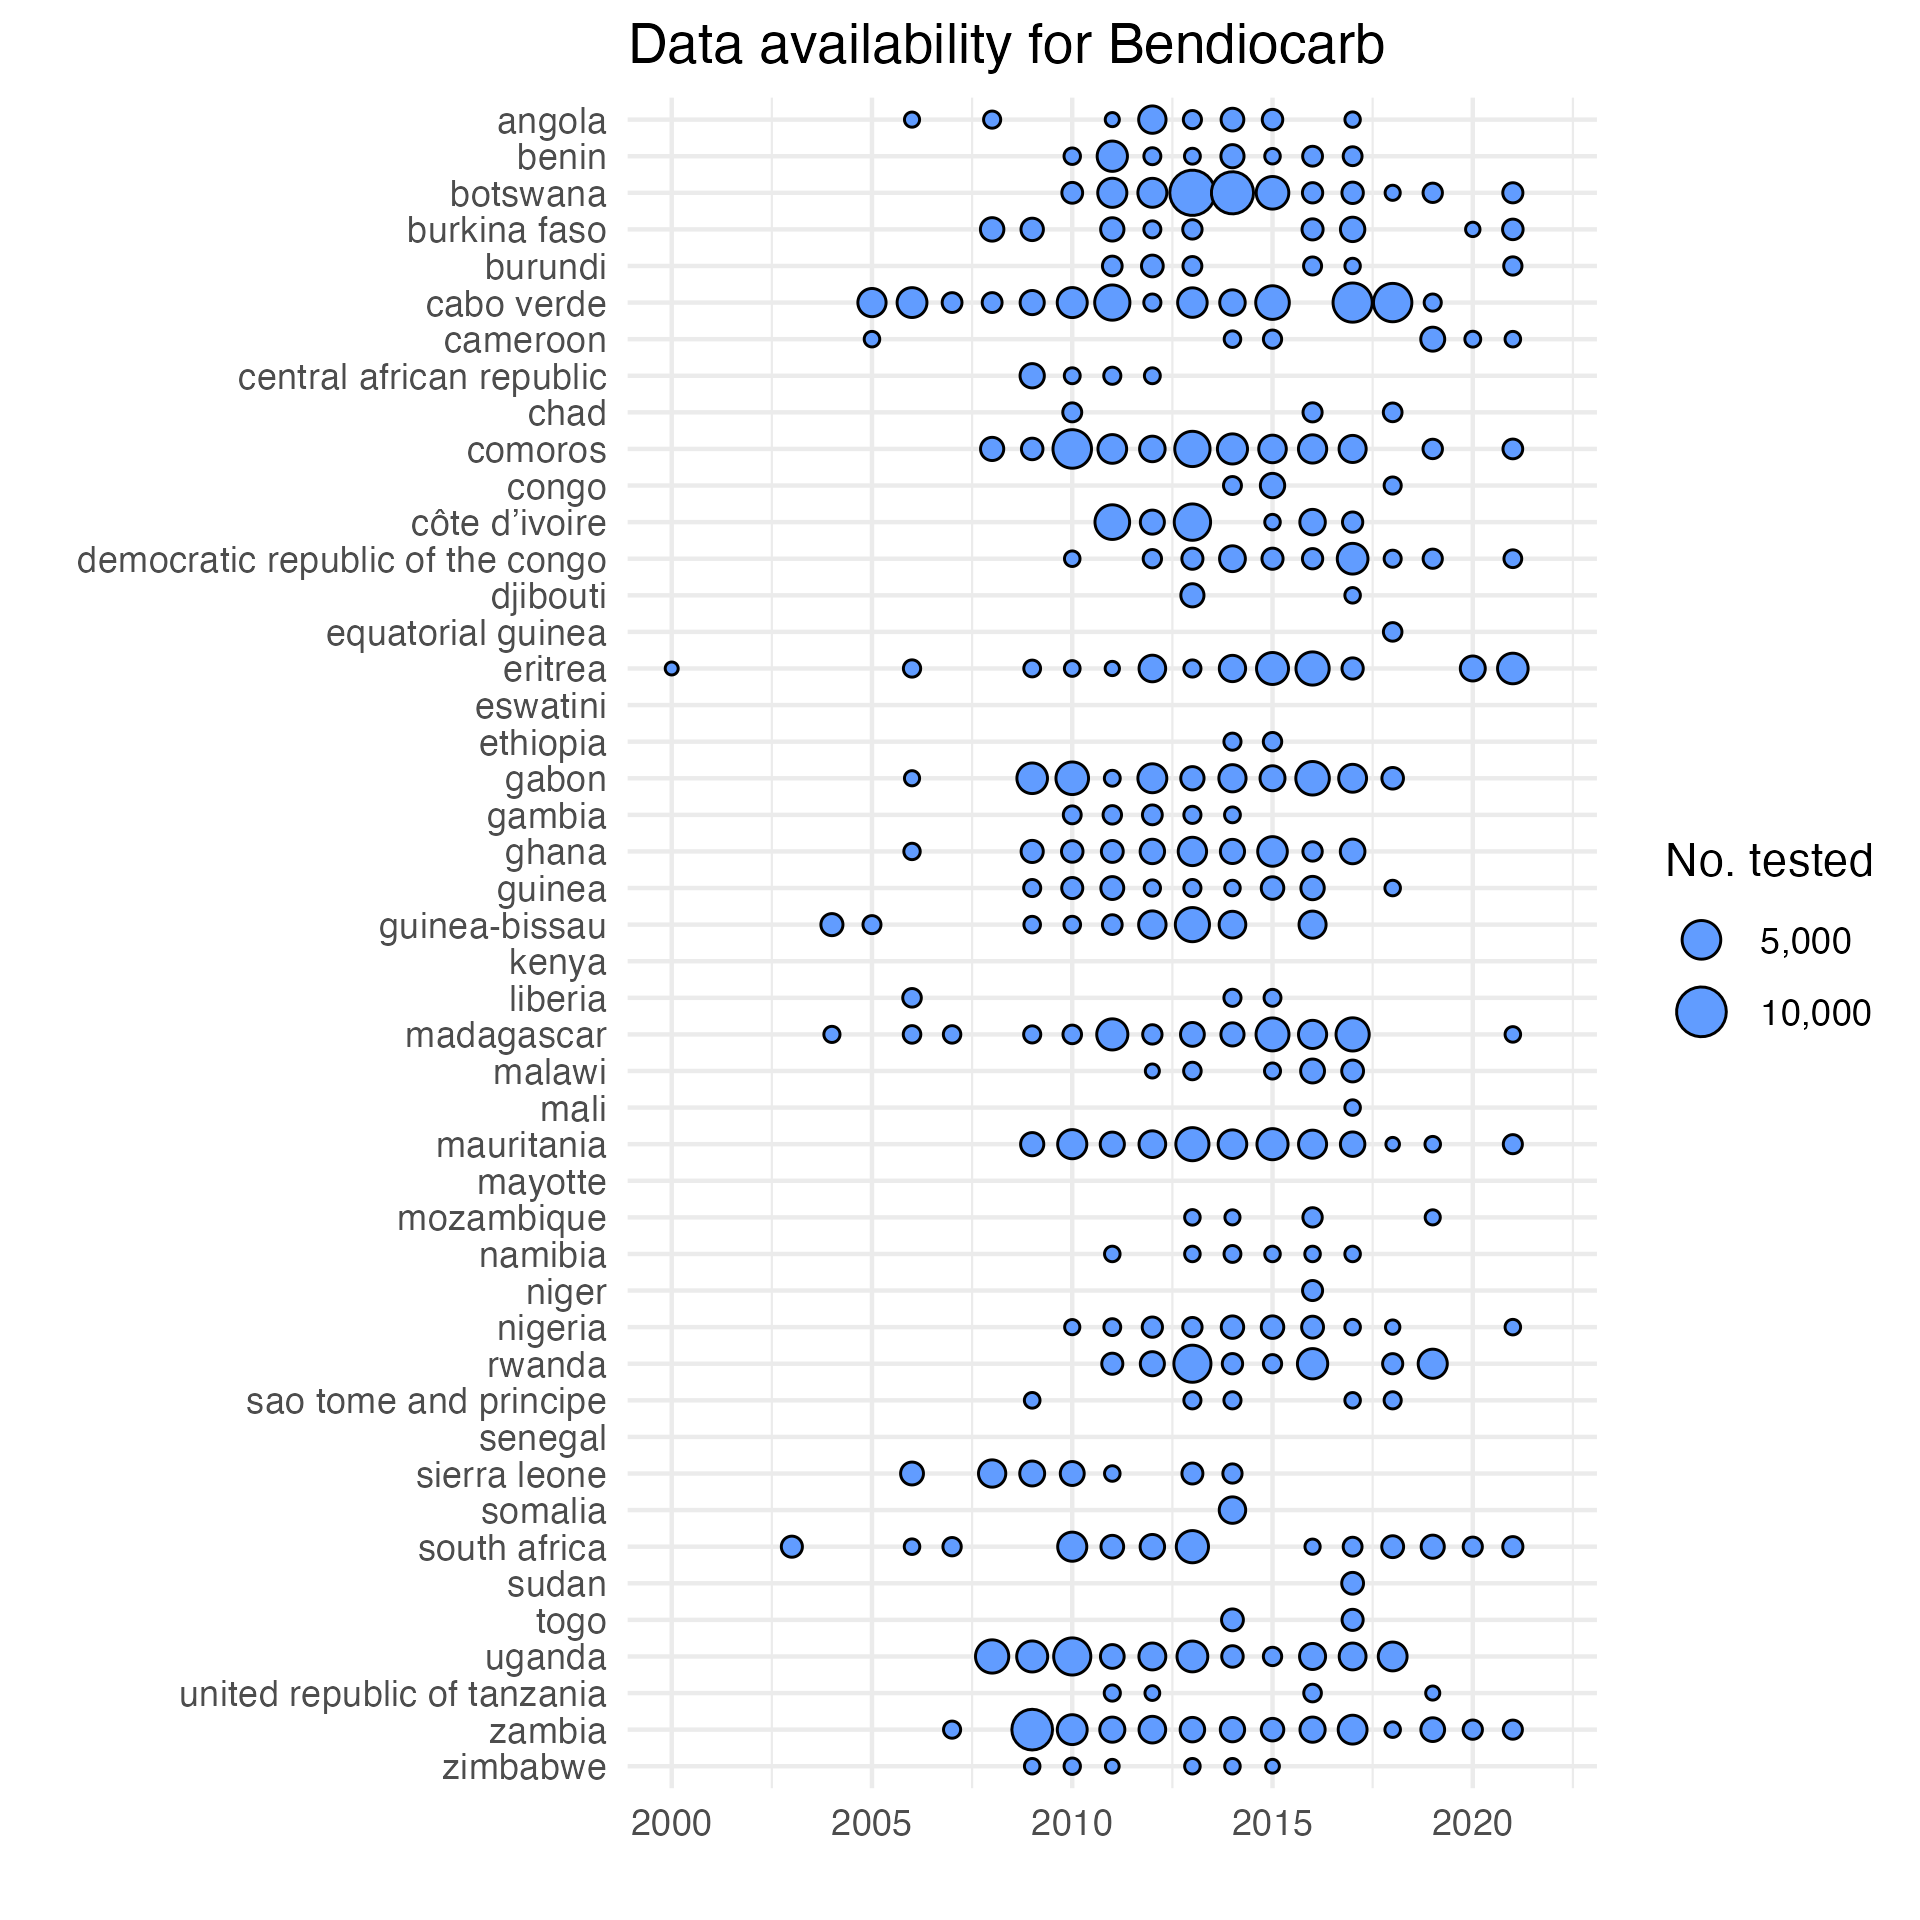 Data availability for Bendiocarb
angola
benin
botswana
burkina faso
burundi
cabo verde
cameroon
central african republic
chad
comoros
congo
côte d’ivoire
democratic republic of the congo
djibouti
equatorial guinea
eritrea
eswatini
ethiopia
gabon
gambia
ghana
guinea
guinea-bissau
kenya
liberia
madagascar
malawi
mali
mauritania
mayotte
mozambique
namibia
niger
nigeria
rwanda
sao tome and principe
senegal
sierra leone
somalia
south africa
sudan
togo
uganda
united republic of tanzania
zambia
zimbabwe
2000 2005 2010 2015 2020
No. tested
5,000
10,000